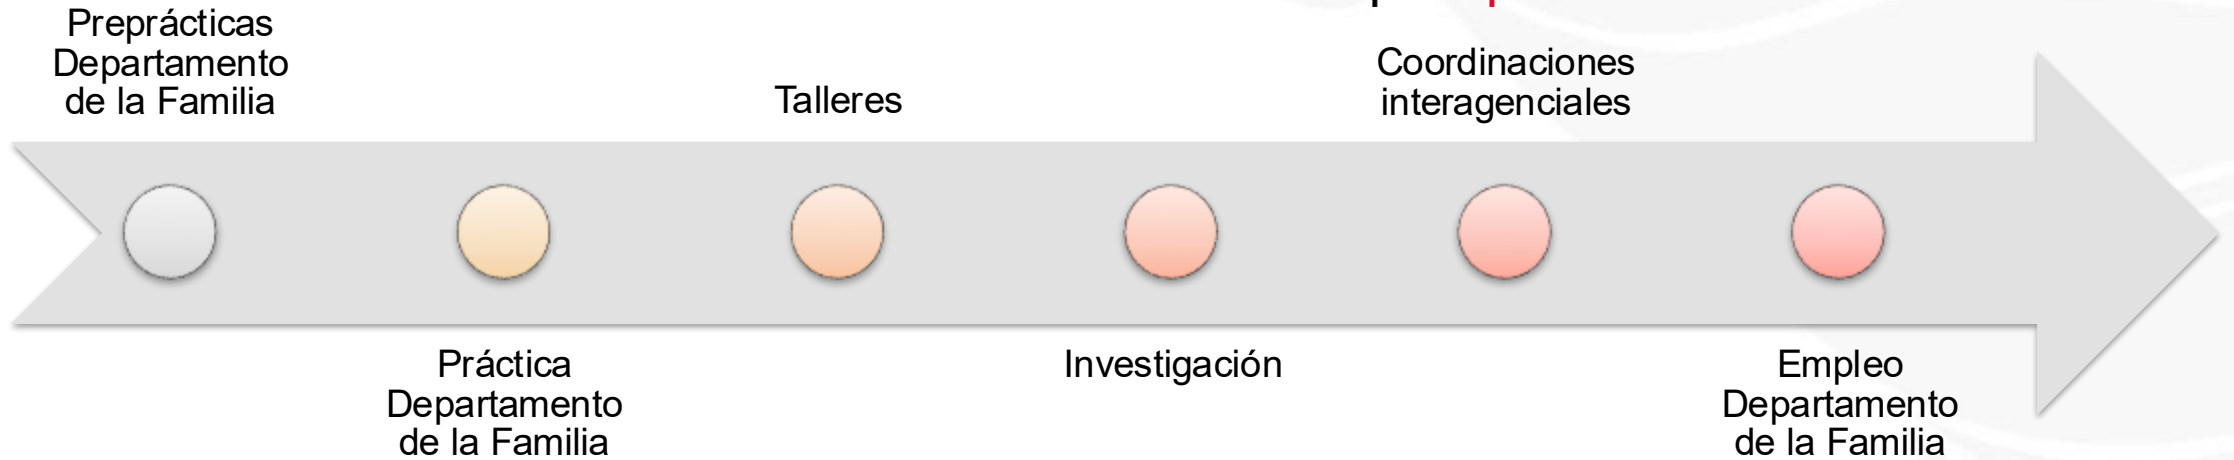 Preprácticas
Departamento
de la Familia
Práctica
Departamento
de la Familia
Talleres
Investigación
Coordinaciones
interagenciales
Empleo
Departamento
de la Familia